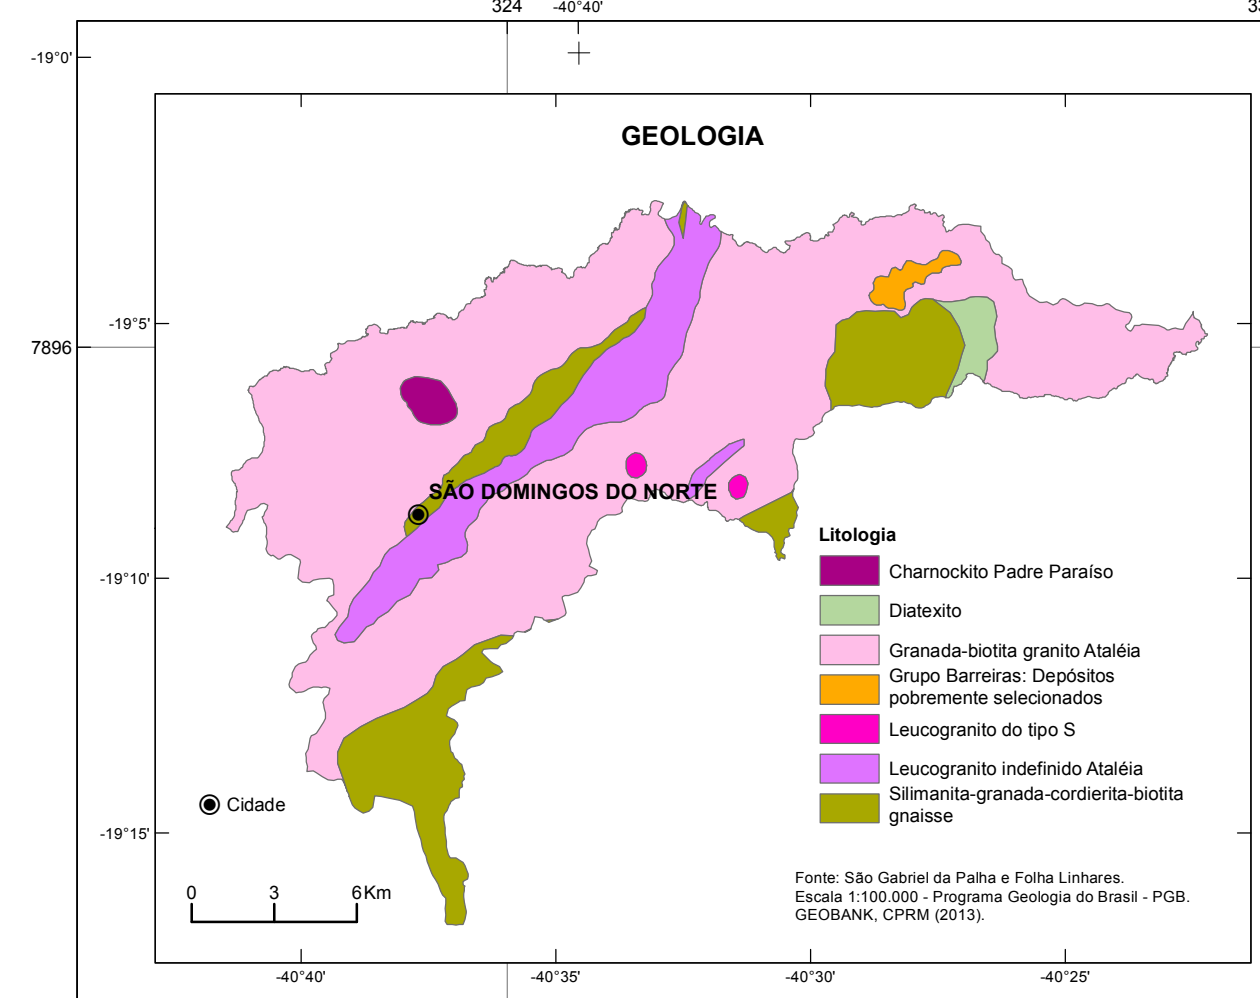 324 -40°40'
-19°0'
GEOLOGIA
-19°5'
7896
SÃO DOMINGOS DO NORTE
Litologia
-19°10'
Charnockito Padre Paraíso
Diatexito
Granada-biotita granito Ataléia
Grupo Barreiras: Depósitos
pobremente selecionados
Leucogranito do tipo S
Leucogranito indefinido Ataléia
Silimanita-granada-cordierita-biotita
gnaisse
Cidade
-19°15'
0 3 6Km
Fonte: São Gabriel da Palha e Folha Linhares.
Escala 1:100.000 - Programa Geologia do Brasil - PGB.
GEOBANK, CPRM (2013).
-40°40' -40°35' -40°30' -40°25'